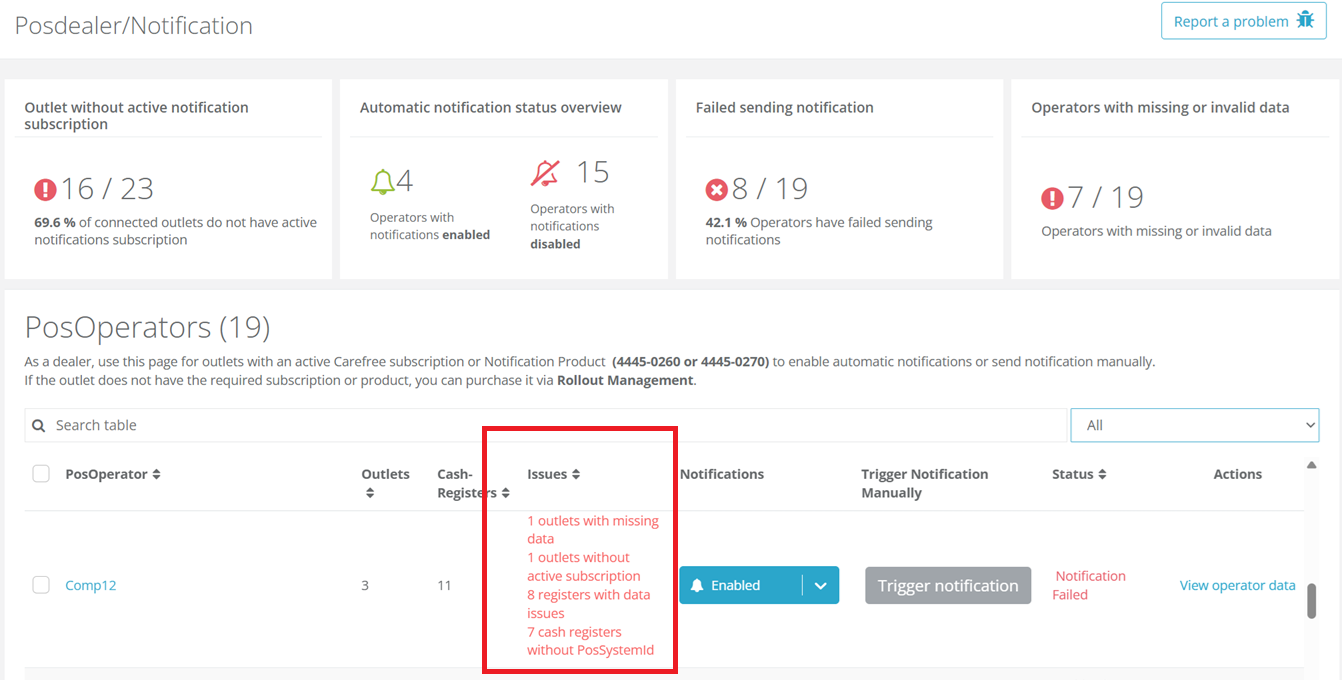 Posdealer/Notification
Report a problem
Outlet without active notification
subscription
16 / 23
69.6 % of connected outlets do not have active
notifications subscription
Automatic notification status overview
4
Operators with
notifications enabled
15
Operators with
notifications
disabled
Failed sending notification
8 / 19
42.1 % Operators have failed sending
notifications
Operators with missing or invalid data
7 / 19
Operators with missing or invalid data
PosOperators (19)
As a dealer, use this page for outlets with an active Carefree subscription or Notification Product (4445-0260 or 4445-0270) to enable automatic notifications or send notification manually.
If the outlet does not have the required subscription or product, you can purchase it via Rollout Management.
Search table
All
PosOperator
Outlets
Cash-
Registers
Issues
Notifications
Trigger Notification
Manually
Status
Actions
Comp12
3
11
1 outlets with missing
data
1 outlets without
active subscription
8 registers with data
issues
7 cash registers
without PosSystemId
Enabled
Trigger notification
Notification
Failed
View operator data